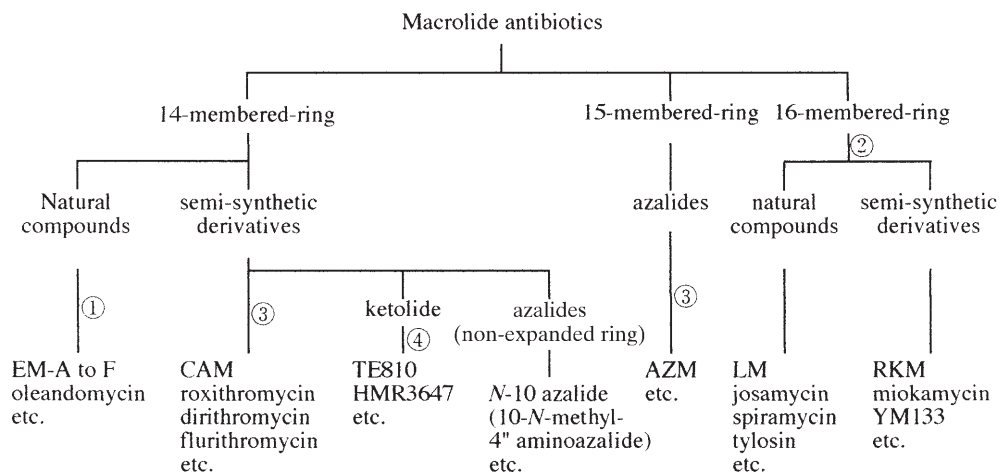 Macrolide antibiotics
14-membered-ring
15-membered-ring
16-membered-ring
②
Natural
compounds
semi-synthetic
derivatives
azalides
natural
compounds
semi-synthetic
derivatives
①
③
ketolide
④
azalides
(non-expanded ring)
③
EM-A to F
oleandomycin
etc.
CAM
roxithromycin
dirithromycin
flurithromycin
etc.
TE810
HMR3647
etc.
N-10 azalide
(10-N-methyl-
4" aminoazalide)
etc.
AZM
etc.
LM
josamycin
spiramycin
tylosin
etc.
RKM
miokamycin
YM133
etc.